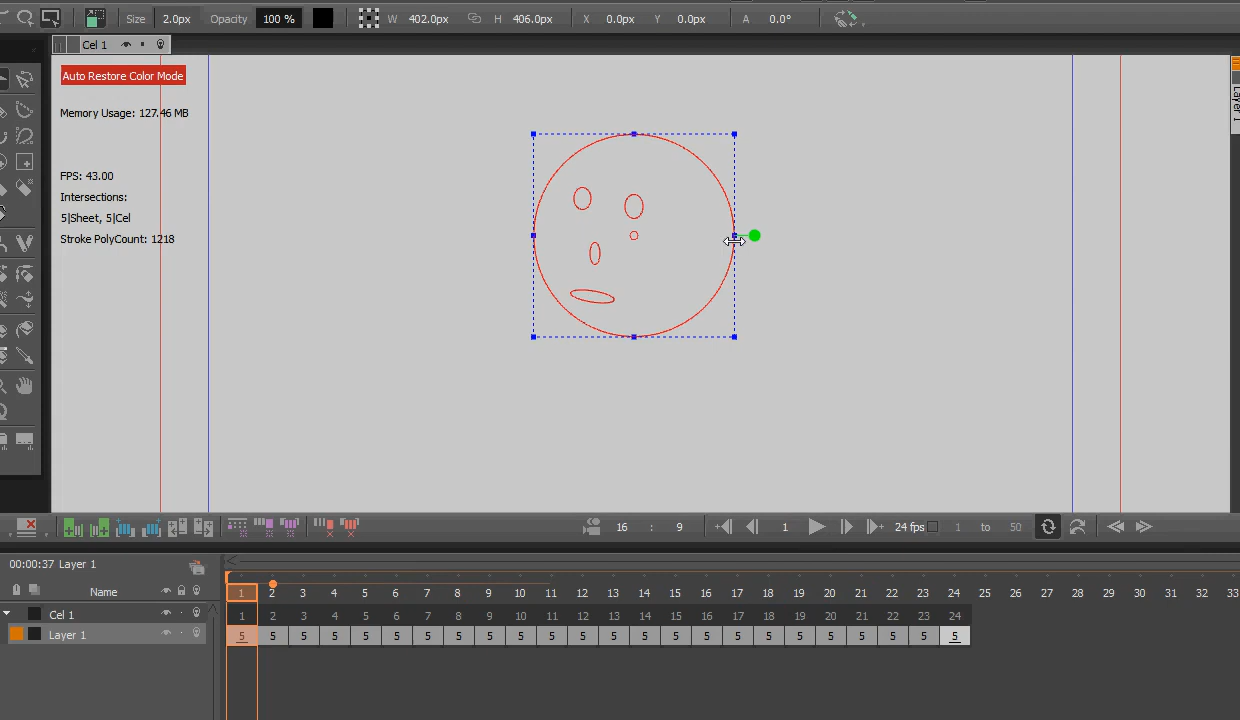 Size 2.0px Opacity 100 % W 402.0px H 406.0px X 0.0px Y 0.0px A 0.0°
Cel 1
Auto Restore Color Mode
Memory Usage: 127.46 MB
FPS: 43.00
Intersections:
5|Sheet, 5|Cel
Stroke PolyCount: 1218
Layer 1
16 : 9 1 24 fps 1 to 50
00:00:37 Layer 1
Name 1 2 3 4 5 6 7 8 9 10 11 12 13 14 15 16 17 18 19 20 21 22 23 24 25 26 27 28 29 30 31 32 33
Cel 1 1 2 3 4 5 6 7 8 9 10 11 12 13 14 15 16 17 18 19 20 21 22 23 24
Layer 1 5 5 5 5 5 5 5 5 5 5 5 5 5 5 5 5 5 5 5 5 5 5 5 5